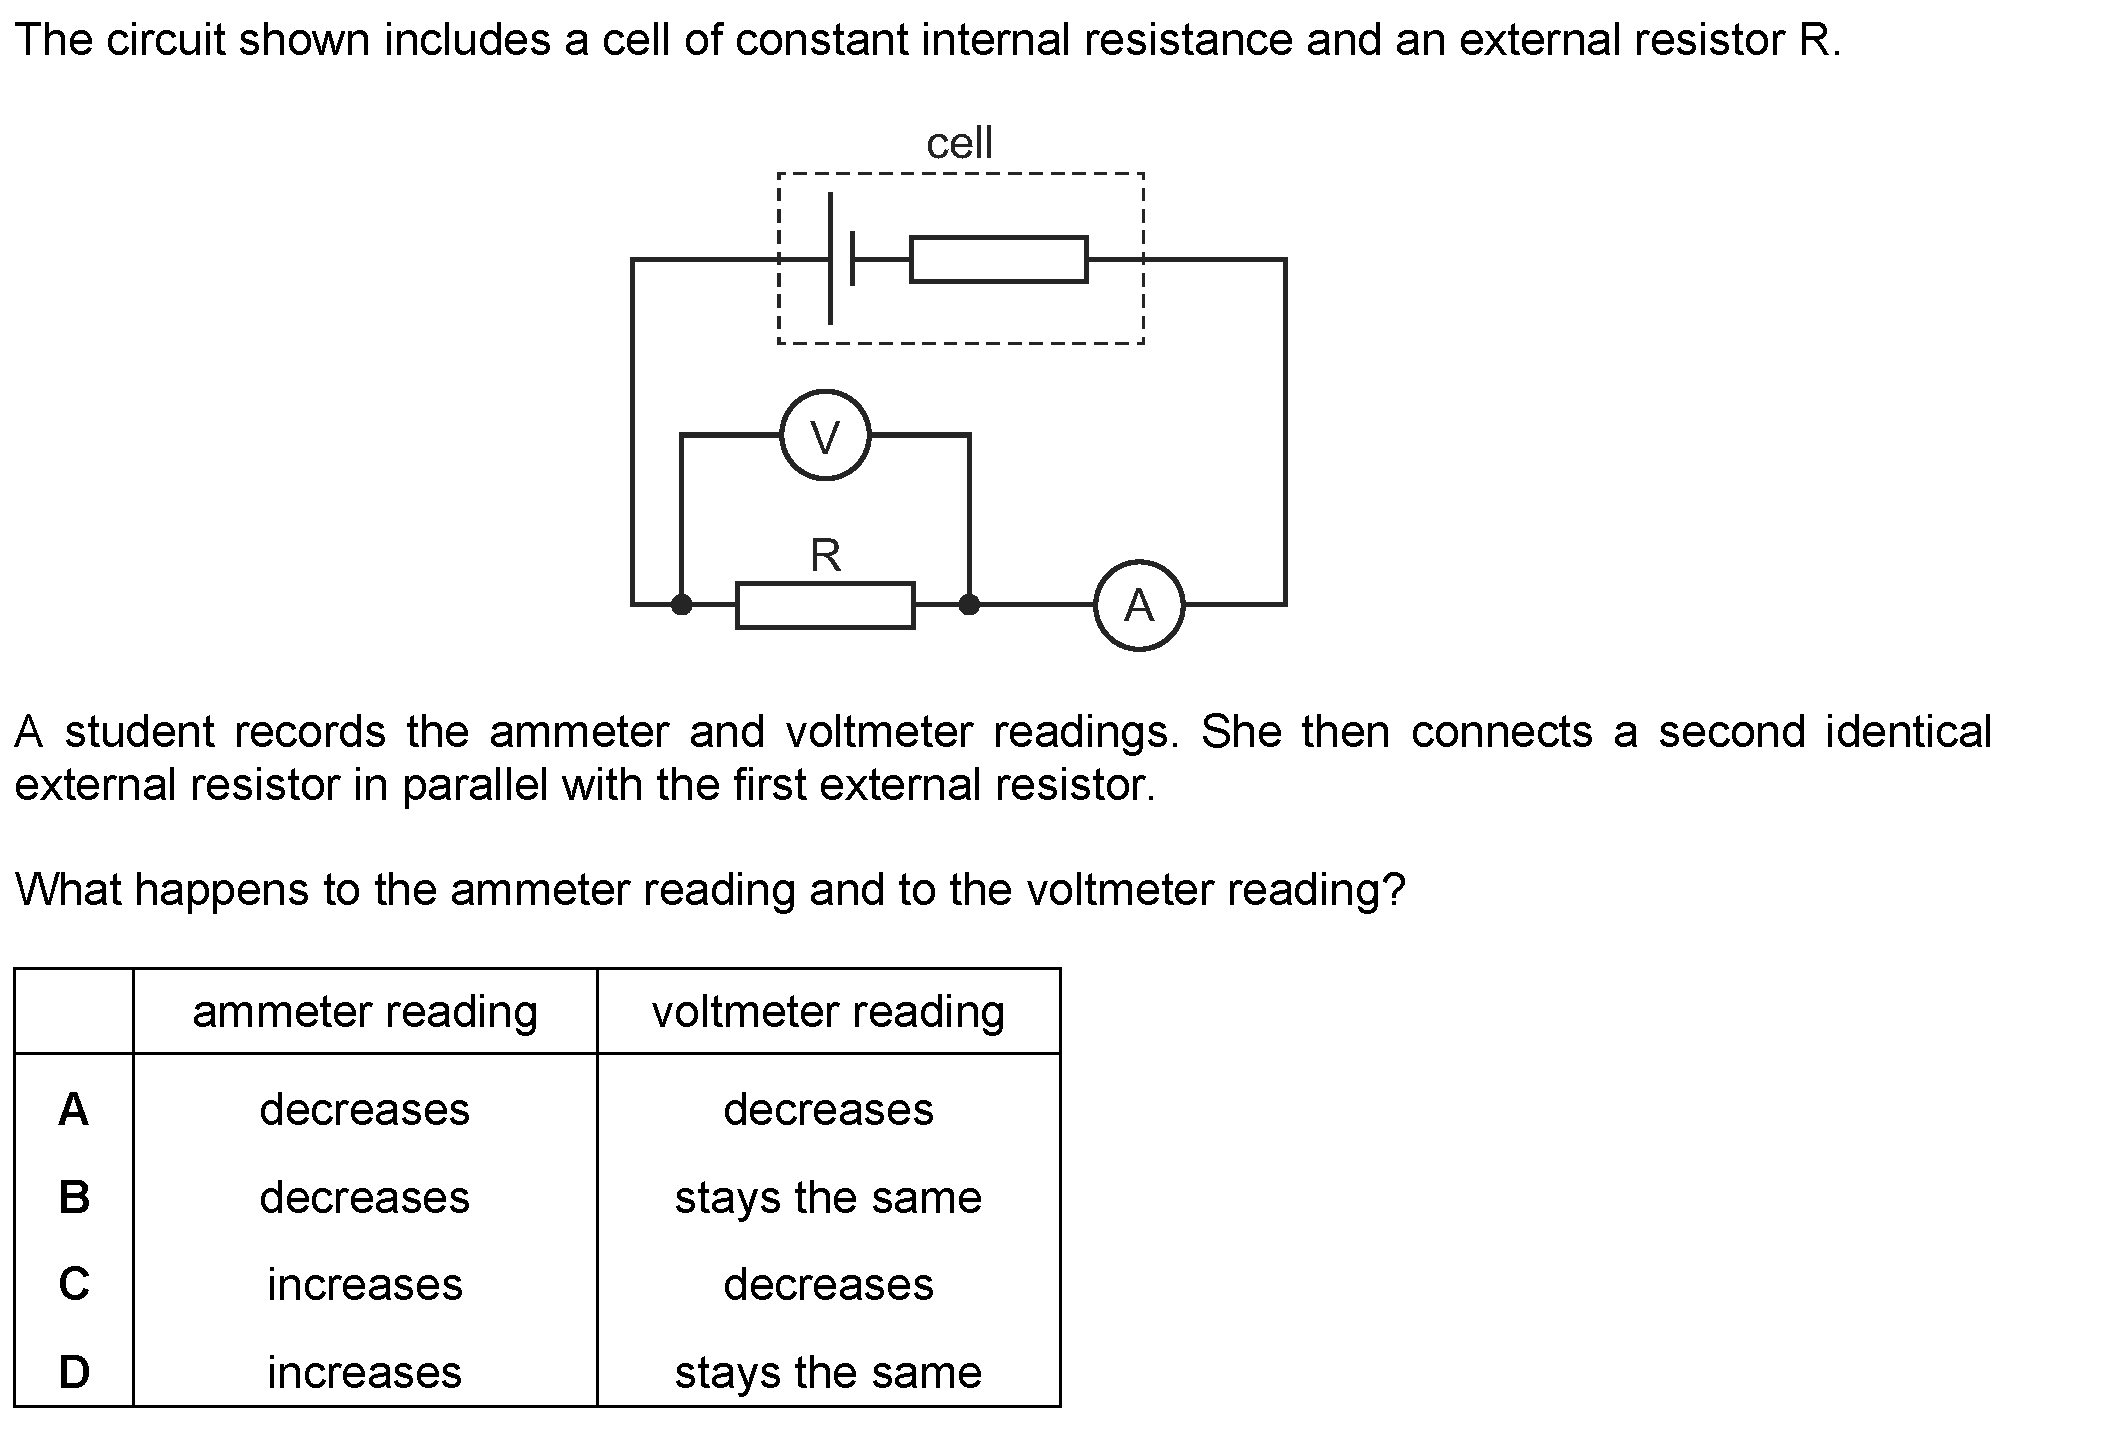 The circuit shown includes a cell of constant internal resistance and an external resistor R.
cell
V
R
A
A student records the ammeter and voltmeter readings. She then connects a second identical
external resistor in parallel with the first external resistor.
What happens to the ammeter reading and to the voltmeter reading?
ammeter reading voltmeter reading
A decreases decreases
B decreases stays the same
C increases decreases
D increases stays the same